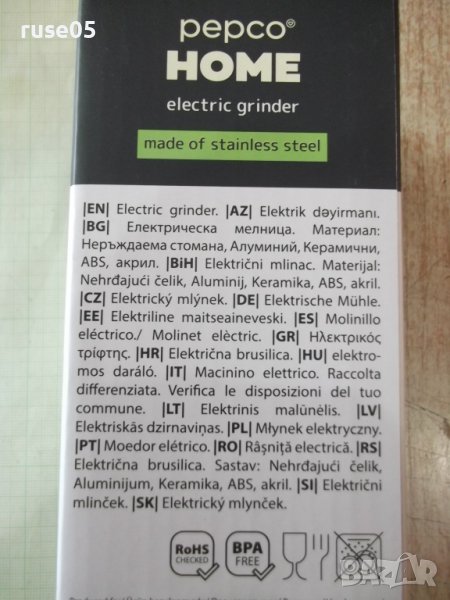 ruse05
pepco®
HOME
electric grinder
made of stainless steel
|EN| Electric grinder. |AZ| Elektrik dəyirmanı.
|BG| Електрическа мелница. Материал:
Неръждаема стомана, Алуминий, Керамични,
ABS, акрил. |BiH| Električni mlinac. Materijal:
Nehrđajući čelik, Aluminij, Keramika, ABS, akril.
|CZ| Elektrický mlýnek. |DE| Elektrische Mühle.
|EE| Elektriline maitseaineveski. |ES| Molinillo
eléctrico./ Molinet elèctric. |GR| Ηλεκτρικός
τρίφτης. |HR| Električna brusilica. |HU| elektro-
mos daráló. |IT| Macinino elettrico. Raccolta
differenziata. Verifica le disposizioni del tuo
commune. |LT| Elektrinis malūnėlis. |LV|
Elektriskās dzirnaviņas. |PL| Młynek elektryczny.
|PT| Moedor elétrico. |RO| Râșniță electrică. |RS|
Električna brusilica. Sastav: Nehrđajući čelik,
Aluminijum, Keramika, ABS, akril. |SI| Električni
mlinček. |SK| Elektrický mlynček.
RoHS
CHECKED
BPA
FREE
BAZAR